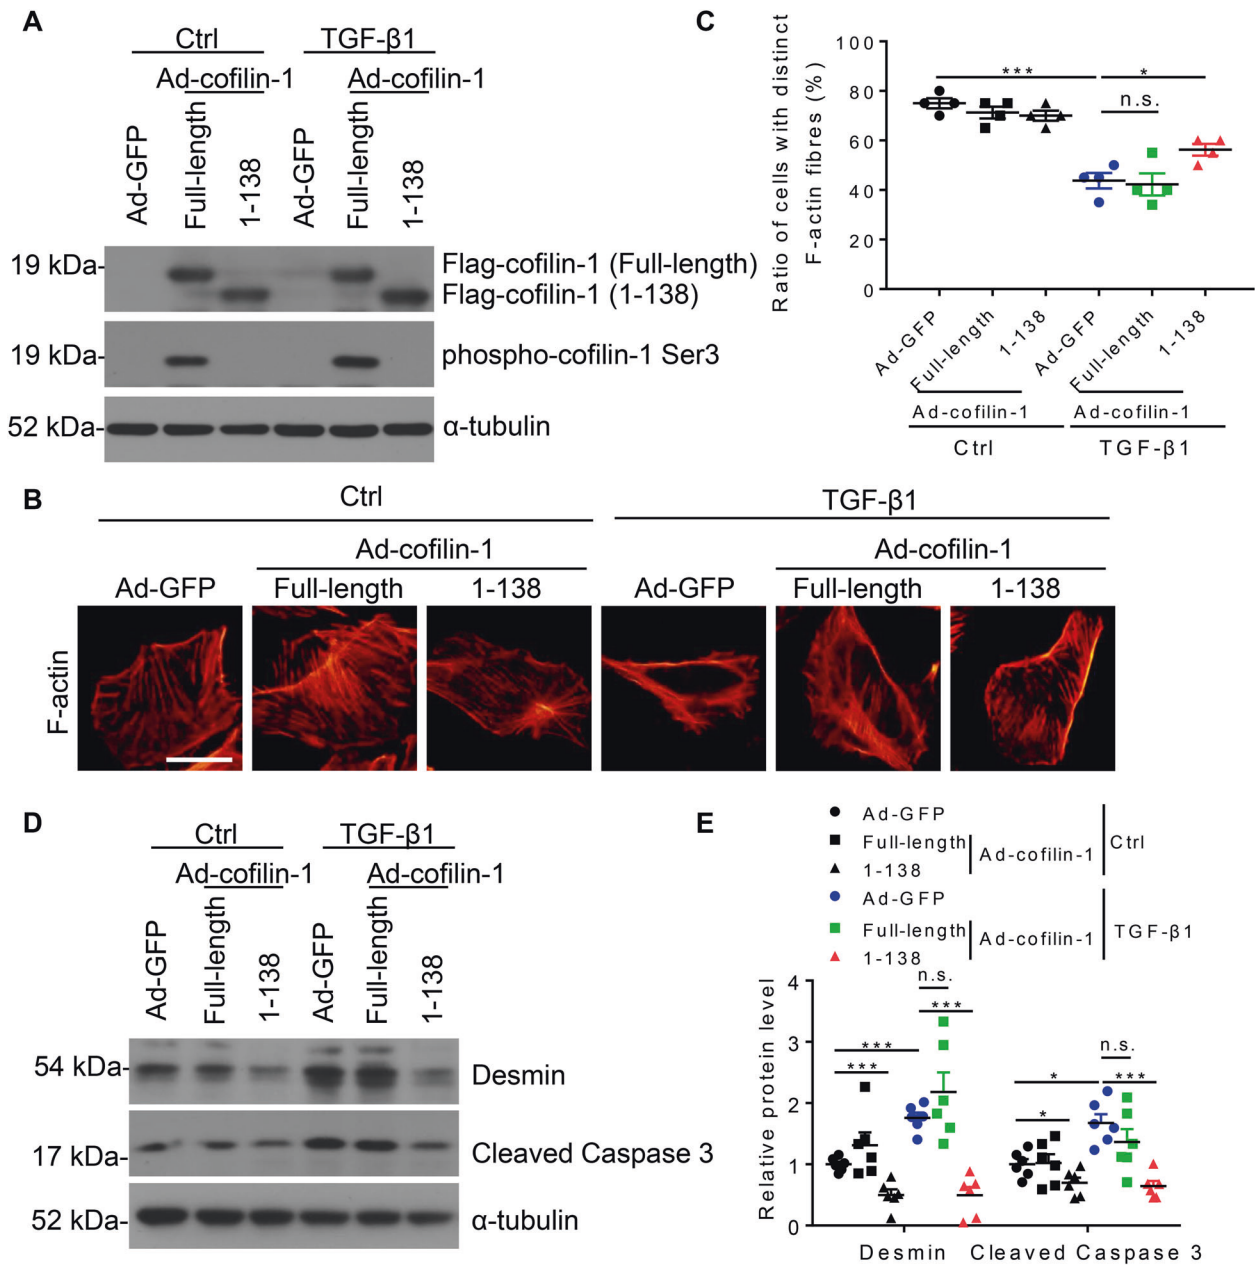 A
Ctrl
TGF-β1
Ad-cofilin-1
Ad-cofilin-1
Ad-GFP
Full-length
1-138
Ad-GFP
Full-length
1-138
19 kDa-
Flag-cofilin-1 (Full-length)
Flag-cofilin-1 (1-138)
19 kDa-
phospho-cofilin-1 Ser3
52 kDa-
α-tubulin
C
Ratio of cells with distinct
F-actin fibres (%)
100
80
60
40
20
0
***
*
n.s.
Ad-GFP
Full-length
1-138
Ad-GFP
Full-length
1-138
Ad-cofilin-1
Ad-cofilin-1
Ctrl
TGF-β1
B
Ctrl
TGF-β1
Ad-cofilin-1
Ad-cofilin-1
Ad-GFP
Full-length
1-138
Ad-GFP
Full-length
1-138
F-actin
D
Ctrl
TGF-β1
Ad-cofilin-1
Ad-cofilin-1
Ad-GFP
Full-length
1-138
Ad-GFP
Full-length
1-138
54 kDa-
Desmin
17 kDa-
Cleaved Caspase 3
52 kDa-
α-tubulin
E
Ad-GFP
Full-length
1-138
Ad-cofilin-1
Ctrl
Ad-GFP
Full-length
1-138
Ad-cofilin-1
TGF-β1
Relative protein level
4
3
2
1
0
n.s.
***
***
***
n.s.
*
***
*
Desmin
Cleaved Caspase 3